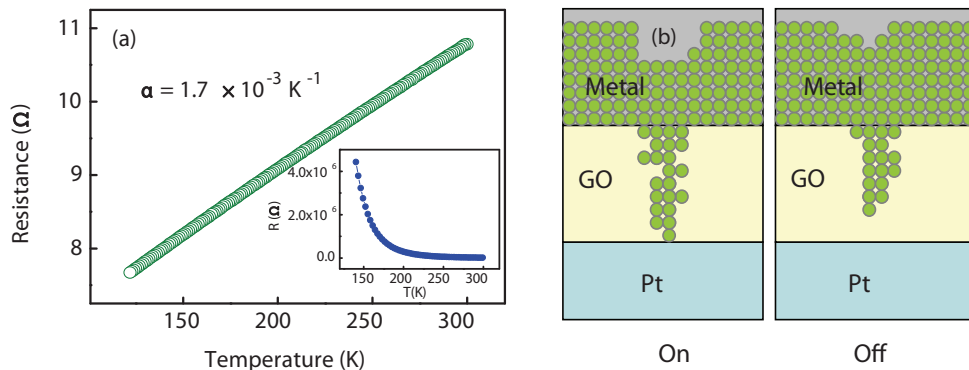 11
10
9
8
Resistance (Ω)
(a)
α = 1.7 × 10⁻³ K⁻¹
4.0x10⁶
2.0x10⁶
0.0
R (Ω)
150
200
250
300
T(K)
150
200
250
300
Temperature (K)
(b)
Metal
GO
Pt
On
Metal
GO
Pt
Off